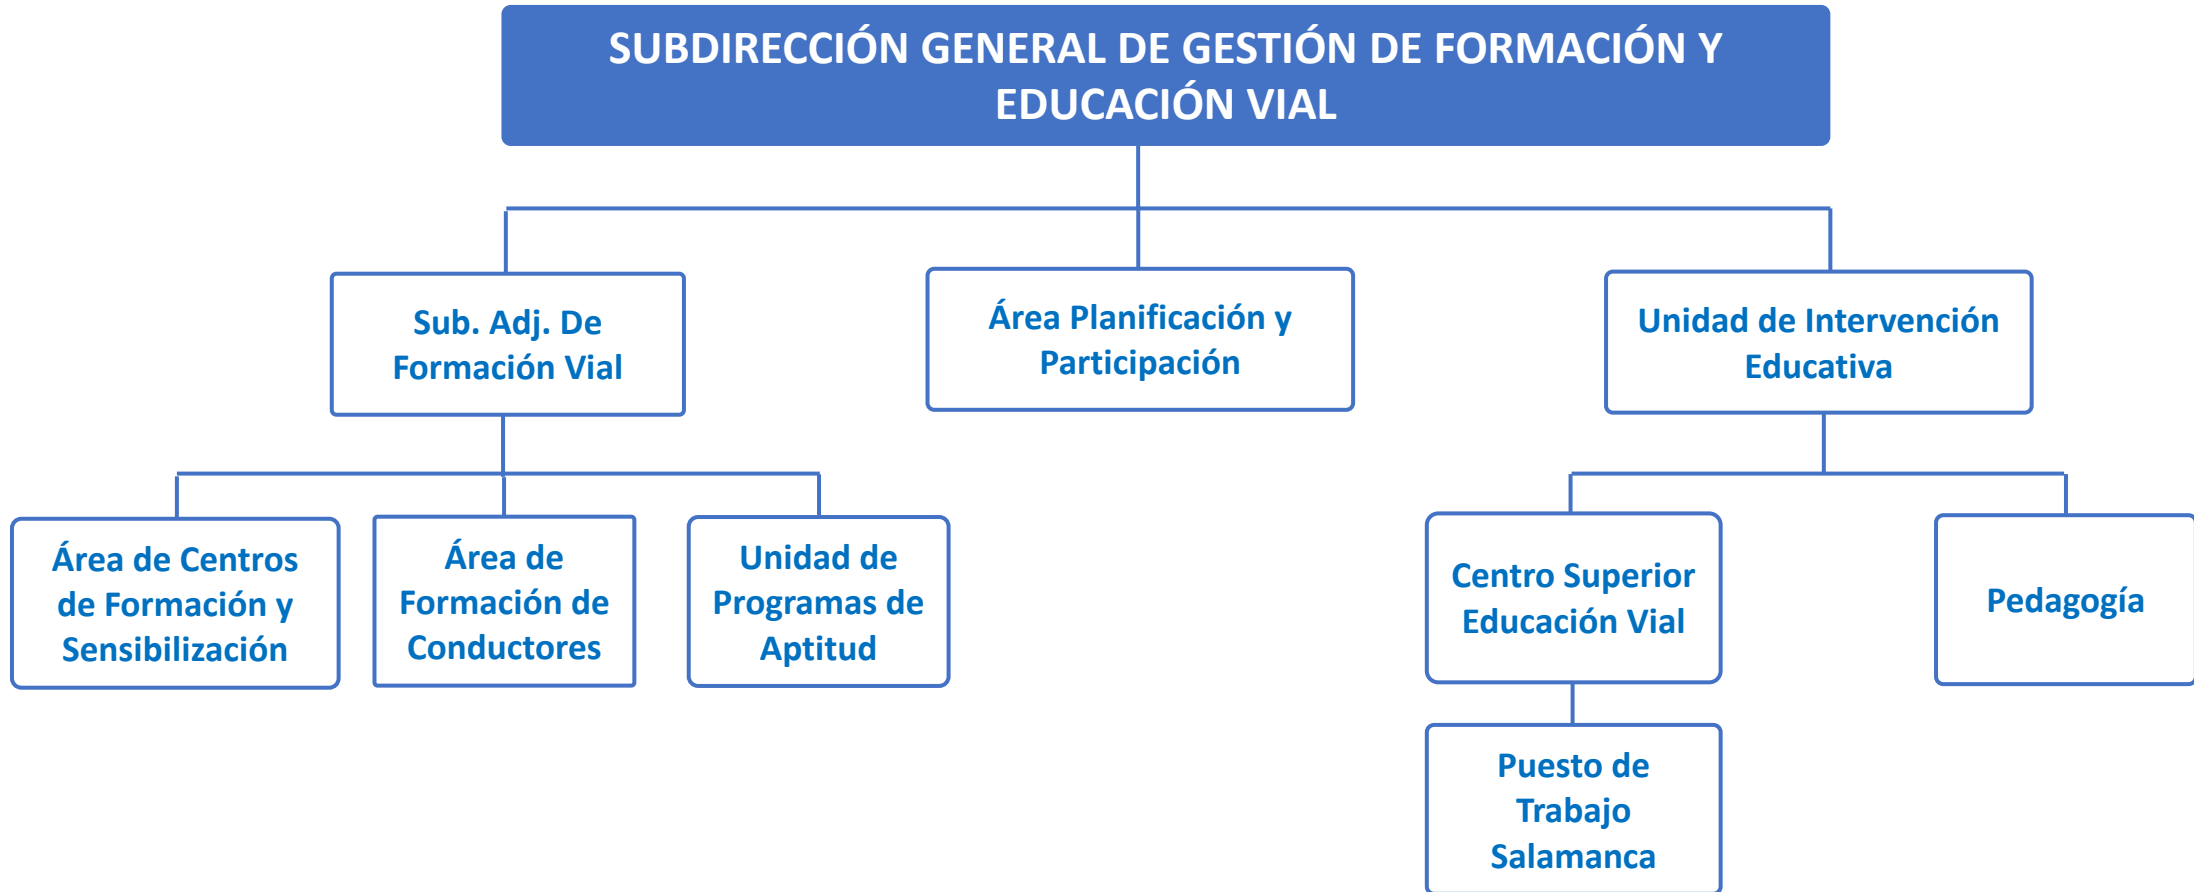 SUBDIRECCIÓN GENERAL DE GESTIÓN DE FORMACIÓN Y
EDUCACIÓN VIAL
Sub. Adj. De
Formación Vial
Área Planificación y
Participación
Unidad de Intervención
Educativa
Área de Centros
de Formación y
Sensibilización
Área de
Formación de
Conductores
Unidad de
Programas de
Aptitud
Centro Superior
Educación Vial
Pedagogía
Puesto de
Trabajo
Salamanca